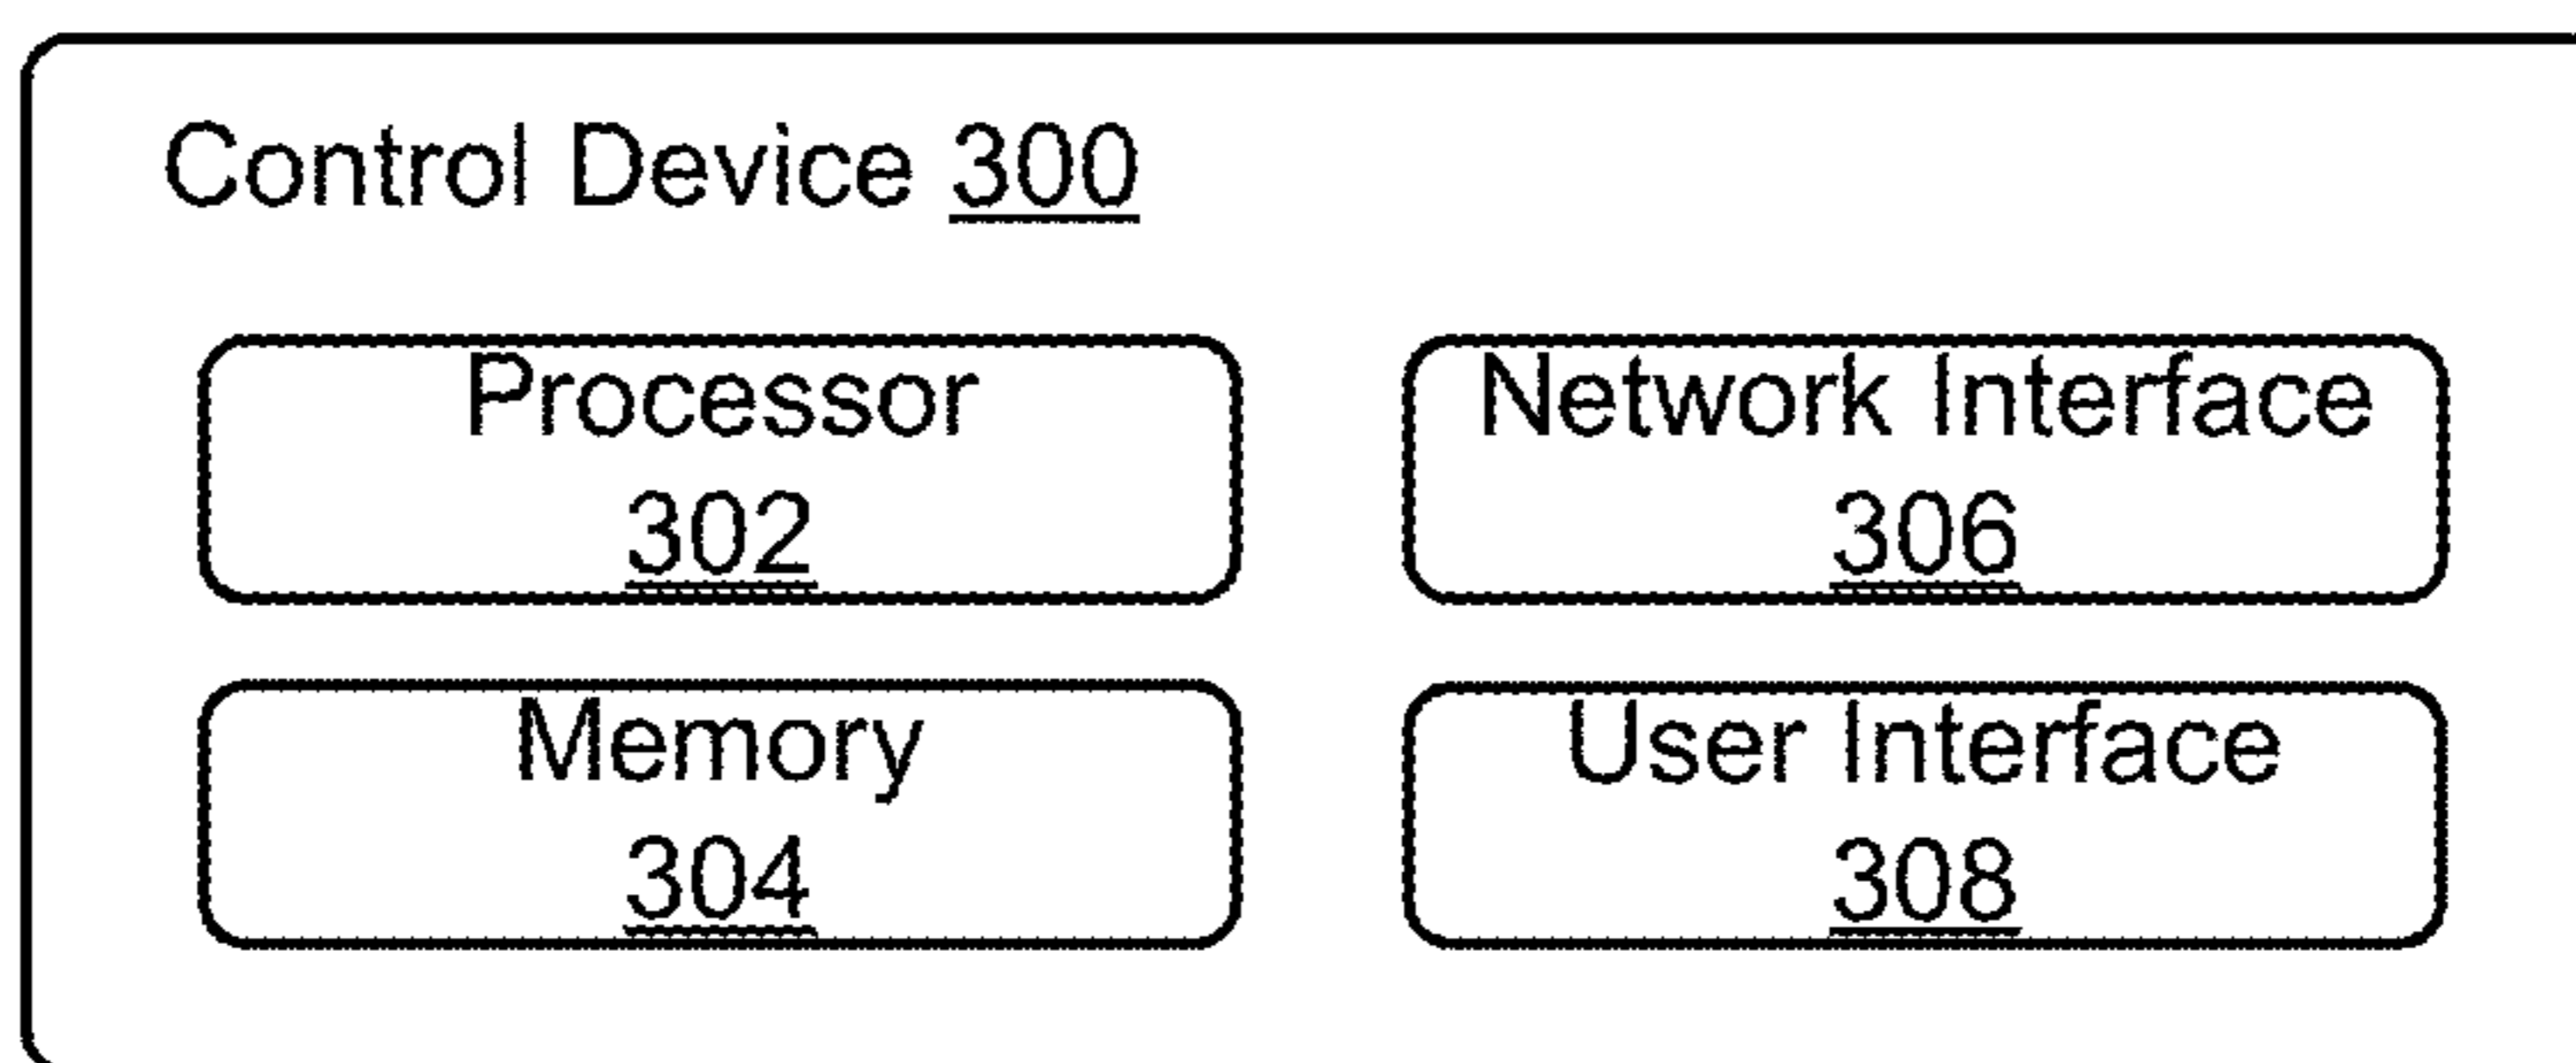 Control Device 300
Processor
302
Network Interface
306
Memory
304
User Interface
308